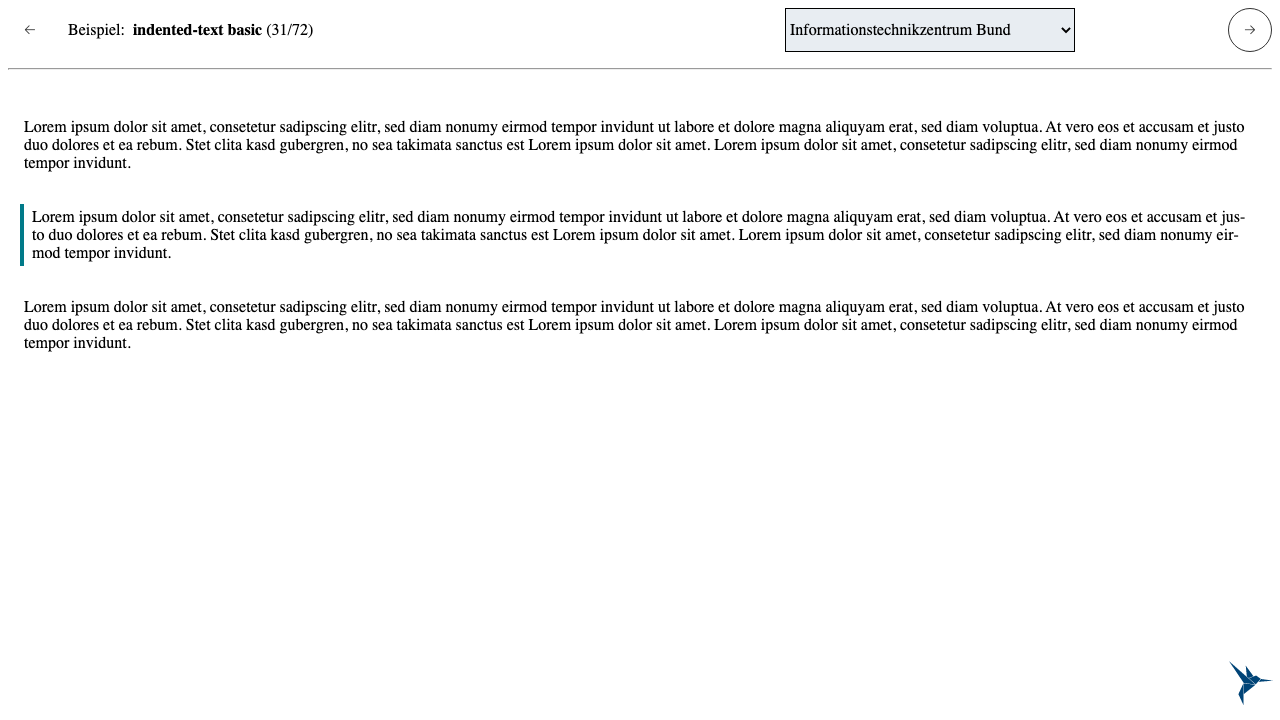 ← Beispiel: indented-text basic (31/72) Informationstechnikzentrum Bund →
Lorem ipsum dolor sit amet, consetetur sadipscing elitr, sed diam nonumy eirmod tempor invidunt ut labore et dolore magna aliquyam erat, sed diam voluptua. At vero eos et accusam et justo
duo dolores et ea rebum. Stet clita kasd gubergren, no sea takimata sanctus est Lorem ipsum dolor sit amet. Lorem ipsum dolor sit amet, consetetur sadipscing elitr, sed diam nonumy eirmod
tempor invidunt.
Lorem ipsum dolor sit amet, consetetur sadipscing elitr, sed diam nonumy eirmod tempor invidunt ut labore et dolore magna aliquyam erat, sed diam voluptua. At vero eos et accusam et jus-
to duo dolores et ea rebum. Stet clita kasd gubergren, no sea takimata sanctus est Lorem ipsum dolor sit amet. Lorem ipsum dolor sit amet, consetetur sadipscing elitr, sed diam nonumy eir-
mod tempor invidunt.
Lorem ipsum dolor sit amet, consetetur sadipscing elitr, sed diam nonumy eirmod tempor invidunt ut labore et dolore magna aliquyam erat, sed diam voluptua. At vero eos et accusam et justo
duo dolores et ea rebum. Stet clita kasd gubergren, no sea takimata sanctus est Lorem ipsum dolor sit amet. Lorem ipsum dolor sit amet, consetetur sadipscing elitr, sed diam nonumy eirmod
tempor invidunt.